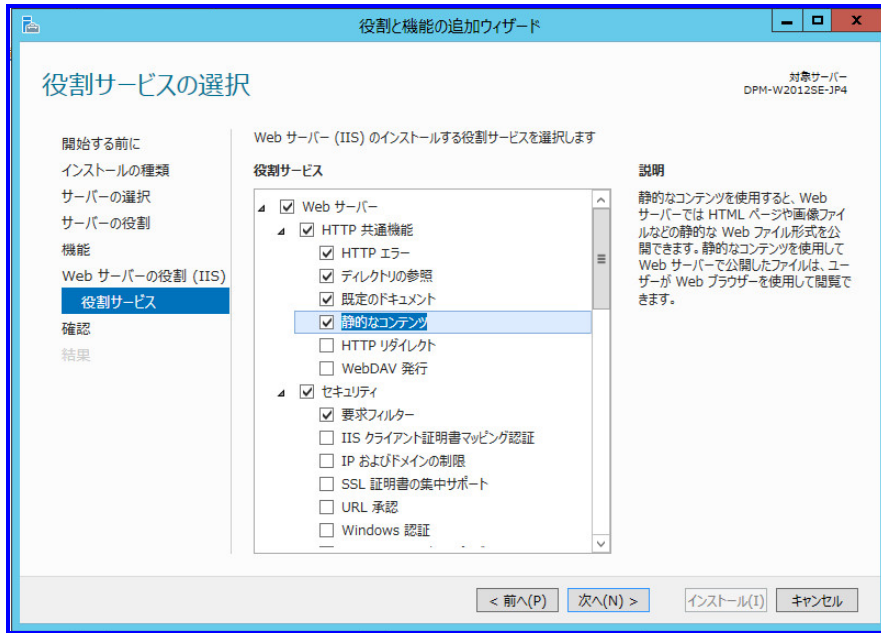 役割と機能の追加ウィザード
役割サービスの選択
対象サーバー
DPM-W2012SE-JP4
開始する前に
インストールの種類
サーバーの選択
サーバーの役割
機能
Web サーバーの役割 (IIS)
役割サービス
確認
結果
Web サーバー (IIS) のインストールする役割サービスを選択します
役割サービス
Web サーバー
HTTP 共通機能
HTTP エラー
ディレクトリの参照
既定のドキュメント
静的なコンテンツ
HTTP リダイレクト
WebDAV 発行
セキュリティ
要求フィルター
IIS クライアント証明書マッピング認証
IP およびドメインの制限
SSL 証明書の集中サポート
URL 承認
Windows 認証
説明
静的なコンテンツを使用すると、Web
サーバーでは HTML ページや画像ファイ
ルなどの静的な Web ファイル形式を公
開できます。静的なコンテンツを使用して
Web サーバーで公開したファイルは、ユー
ザーが Web ブラウザーを使用して閲覧で
きます。
< 前へ(P)
次へ(N) >
インストール(I)
キャンセル